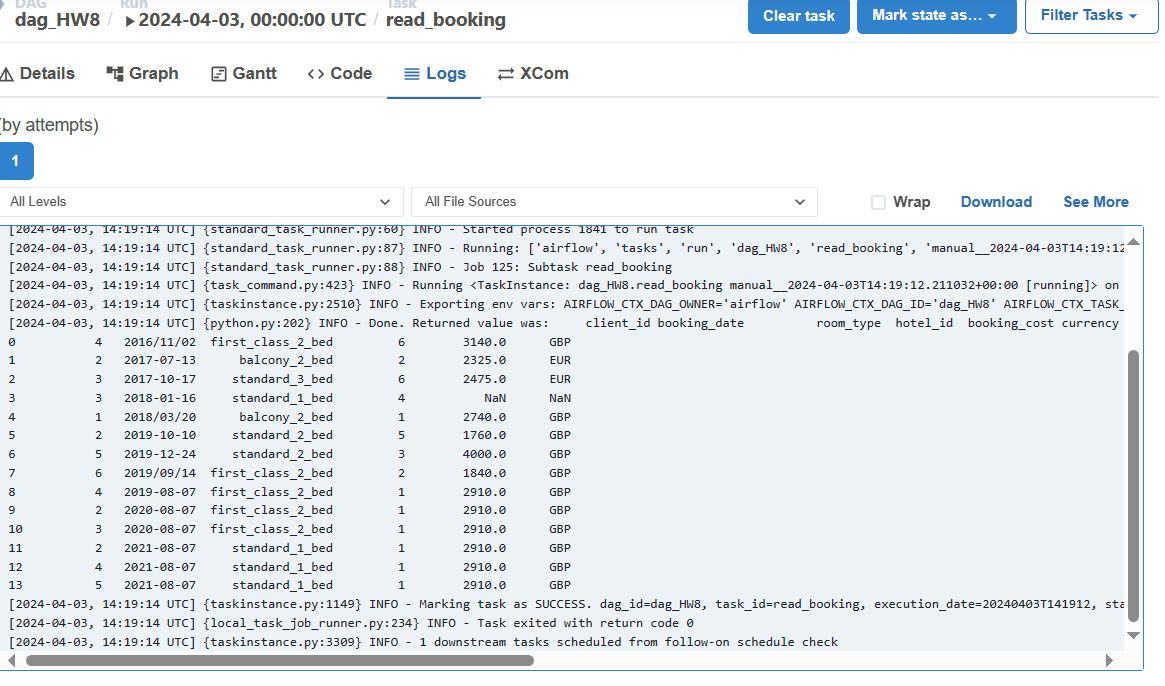 DAG Run Task
dag_HW8 / 2024-04-03, 00:00:00 UTC / read_booking
Clear task Mark state as... Filter Tasks
Details Graph Gantt <> Code Logs XCom
(by attempts)
1
All Levels All File Sources Wrap Download See More
[2024-04-03, 14:19:14 UTC] {standard_task_runner.py:60} INFO - Started process 1841 to run task
[2024-04-03, 14:19:14 UTC] {standard_task_runner.py:87} INFO - Running: ['airflow', 'tasks', 'run', 'dag_HW8', 'read_booking', 'manual__2024-04-03T14:19:12
[2024-04-03, 14:19:14 UTC] {standard_task_runner.py:88} INFO - Job 125: Subtask read_booking
[2024-04-03, 14:19:14 UTC] {task_command.py:423} INFO - Running <TaskInstance: dag_HW8.read_booking manual__2024-04-03T14:19:12.211032+00:00 [running]> on
[2024-04-03, 14:19:14 UTC] {taskinstance.py:2510} INFO - Exporting env vars: AIRFLOW_CTX_DAG_OWNER='airflow' AIRFLOW_CTX_DAG_ID='dag_HW8' AIRFLOW_CTX_TASK_
[2024-04-03, 14:19:14 UTC] {python.py:202} INFO - Done. Returned value was: client_id booking_date room_type hotel_id booking_cost currency
0 4 2016/11/02 first_class_2_bed 6 3140.0 GBP
1 2 2017-07-13 balcony_2_bed 2 2325.0 EUR
2 3 2017-10-17 standard_3_bed 6 2475.0 EUR
3 3 2018-01-16 standard_1_bed 4 NaN NaN
4 1 2018/03/20 balcony_2_bed 1 2740.0 GBP
5 2 2019-10-10 standard_2_bed 5 1760.0 GBP
6 5 2019-12-24 standard_2_bed 3 4000.0 GBP
7 6 2019/09/14 first_class_2_bed 2 1840.0 GBP
8 4 2019-08-07 first_class_2_bed 1 2910.0 GBP
9 2 2020-08-07 first_class_2_bed 1 2910.0 GBP
10 3 2020-08-07 first_class_2_bed 1 2910.0 GBP
11 2 2021-08-07 standard_1_bed 1 2910.0 GBP
12 4 2021-08-07 standard_1_bed 1 2910.0 GBP
13 5 2021-08-07 standard_1_bed 1 2910.0 GBP
[2024-04-03, 14:19:14 UTC] {taskinstance.py:1149} INFO - Marking task as SUCCESS. dag_id=dag_HW8, task_id=read_booking, execution_date=20240403T141912, sta
[2024-04-03, 14:19:14 UTC] {local_task_job_runner.py:234} INFO - Task exited with return code 0
[2024-04-03, 14:19:14 UTC] {taskinstance.py:3309} INFO - 1 downstream tasks scheduled from follow-on schedule check